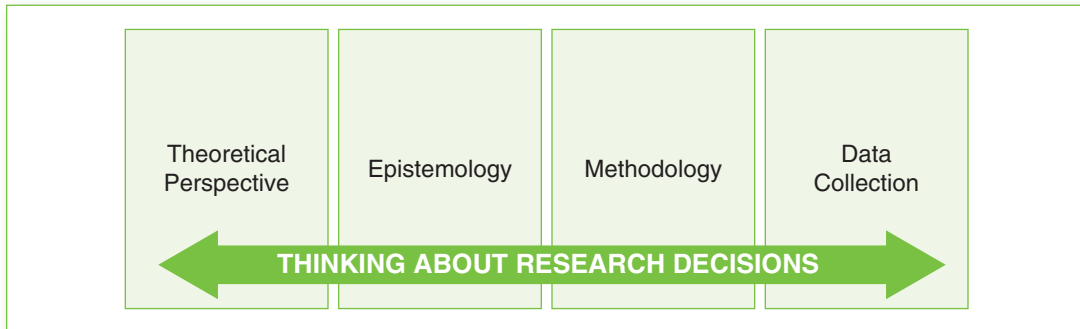 Theoretical
Perspective
Epistemology
Methodology
Data
Collection
THINKING ABOUT RESEARCH DECISIONS